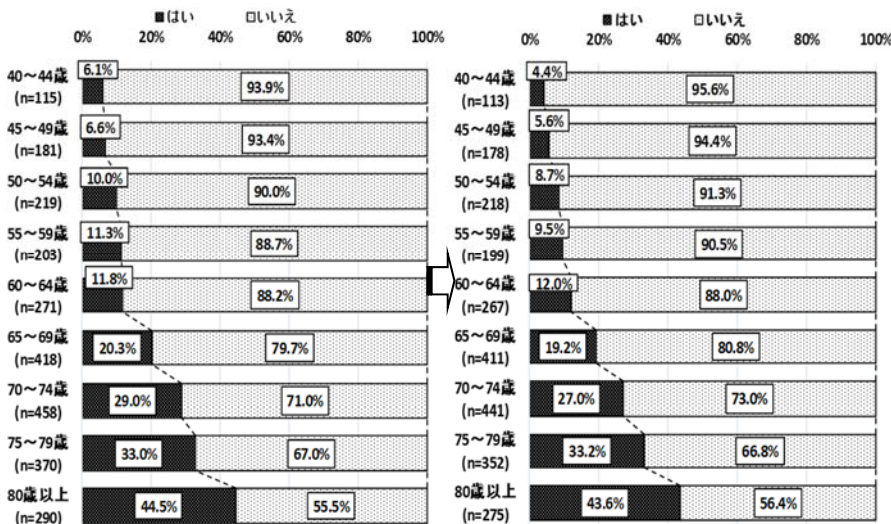 ■はい □いいえ
0% 20% 40% 60% 80% 100%
40～44歳 6.1% 93.9%
(n=115)
45～49歳 6.6% 93.4%
(n=181)
50～54歳 10.0% 90.0%
(n=219)
55～59歳 11.3% 88.7%
(n=203)
60～64歳 11.8% 88.2%
(n=271)
65～69歳 20.3% 79.7%
(n=418)
70～74歳 29.0% 71.0%
(n=458)
75～79歳 33.0% 67.0%
(n=370)
80歳以上 44.5% 55.5%
(n=290)
■はい □いいえ
0% 20% 40% 60% 80% 100%
40～44歳 4.4% 95.6%
(n=113)
45～49歳 5.6% 94.4%
(n=178)
50～54歳 8.7% 91.3%
(n=218)
55～59歳 9.5% 90.5%
(n=199)
60～64歳 12.0% 88.0%
(n=267)
65～69歳 19.2% 80.8%
(n=411)
70～74歳 27.0% 73.0%
(n=441)
75～79歳 33.2% 66.8%
(n=352)
80歳以上 43.6% 56.4%
(n=275)